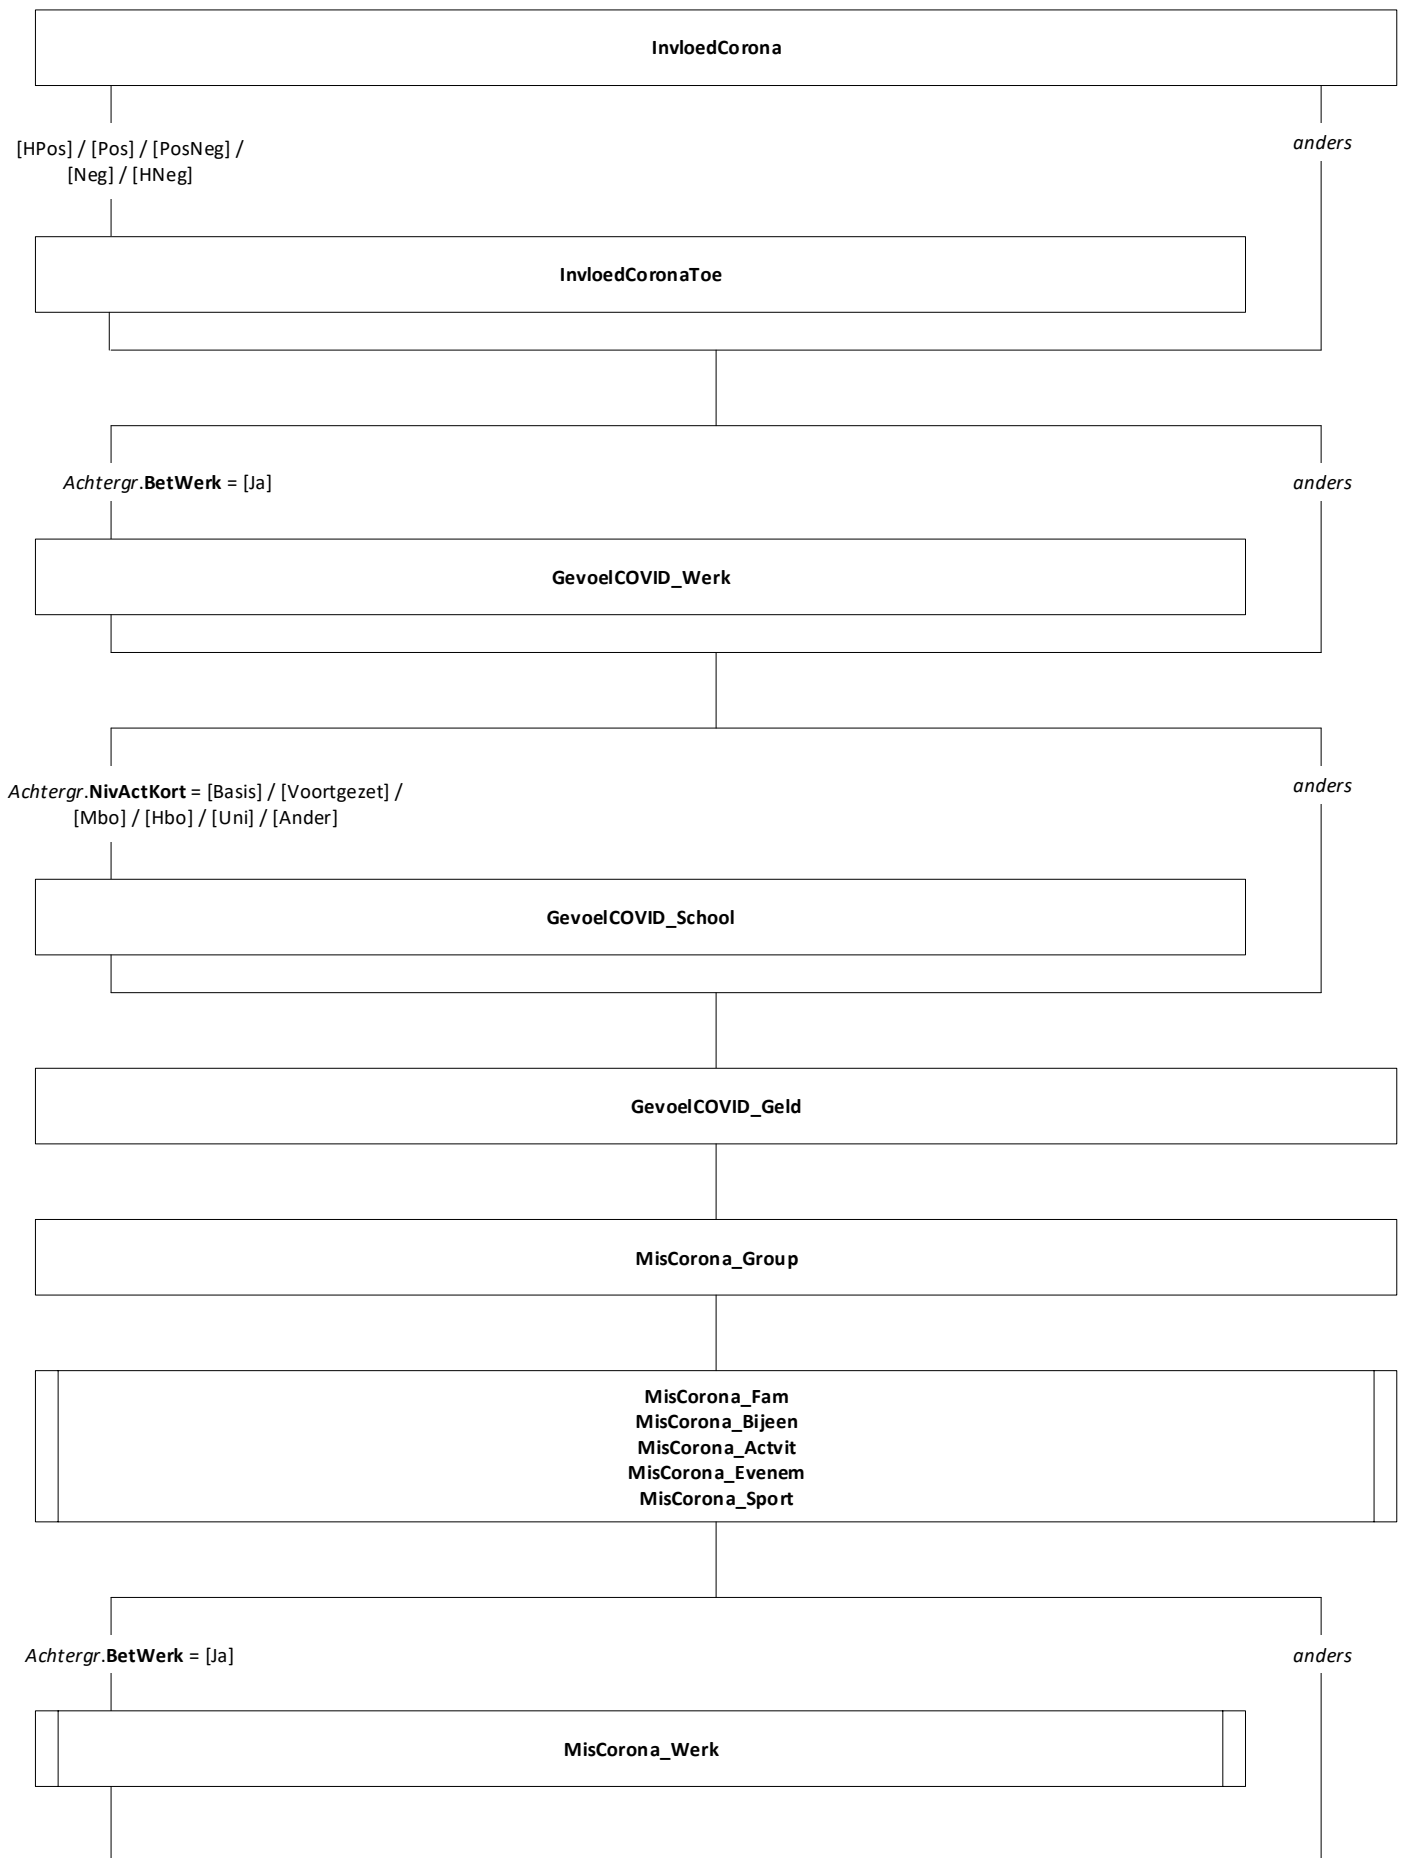 InvloedCorona
[HPos] / [Pos] / [PosNeg] /
[Neg] / [HNeg]
anders
InvloedCoronaToe
Achtergr.BetWerk = [Ja]
anders
GevoelCOVID_Werk
Achtergr.NivActKort = [Basis] / [Voortgezet] /
[Mbo] / [Hbo] / [Uni] / [Ander]
anders
GevoelCOVID_School
GevoelCOVID_Geld
MisCorona_Group
MisCorona_Fam
MisCorona_Bijeen
MisCorona_Actvit
MisCorona_Evenem
MisCorona_Sport
Achtergr.BetWerk = [Ja]
anders
MisCorona_Werk